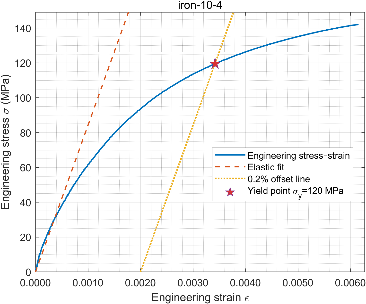 iron-10-4
Engineering stress σ (MPa)
140
120
100
80
60
40
20
0
Engineering stress-strain
Elastic fit
0.2% offset line
Yield point σy=120 MPa
0.0000 0.0010 0.0020 0.0030 0.0040 0.0050 0.0060
Engineering strain ϵ